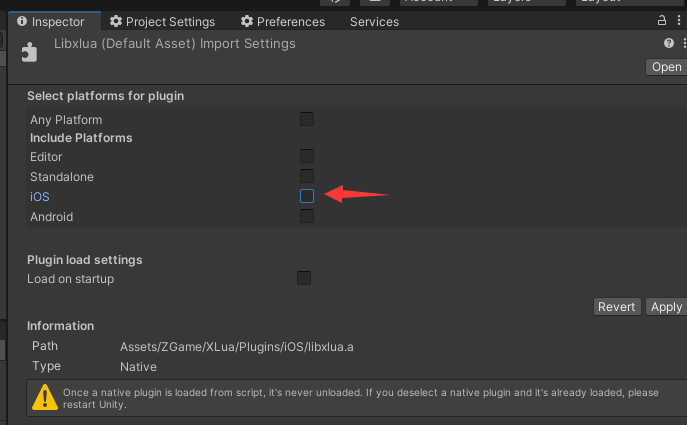 Account Layers Layout
Inspector Project Settings Preferences Services
Libxlua (Default Asset) Import Settings
Open
Select platforms for plugin
Any Platform
Include Platforms
Editor
Standalone
iOS
Android
Plugin load settings
Load on startup
Revert Apply
Information
Path Assets/ZGame/XLua/Plugins/iOS/libxlua.a
Type Native
Once a native plugin is loaded from script, it's never unloaded. If you deselect a native plugin and it's already loaded, please
restart Unity.